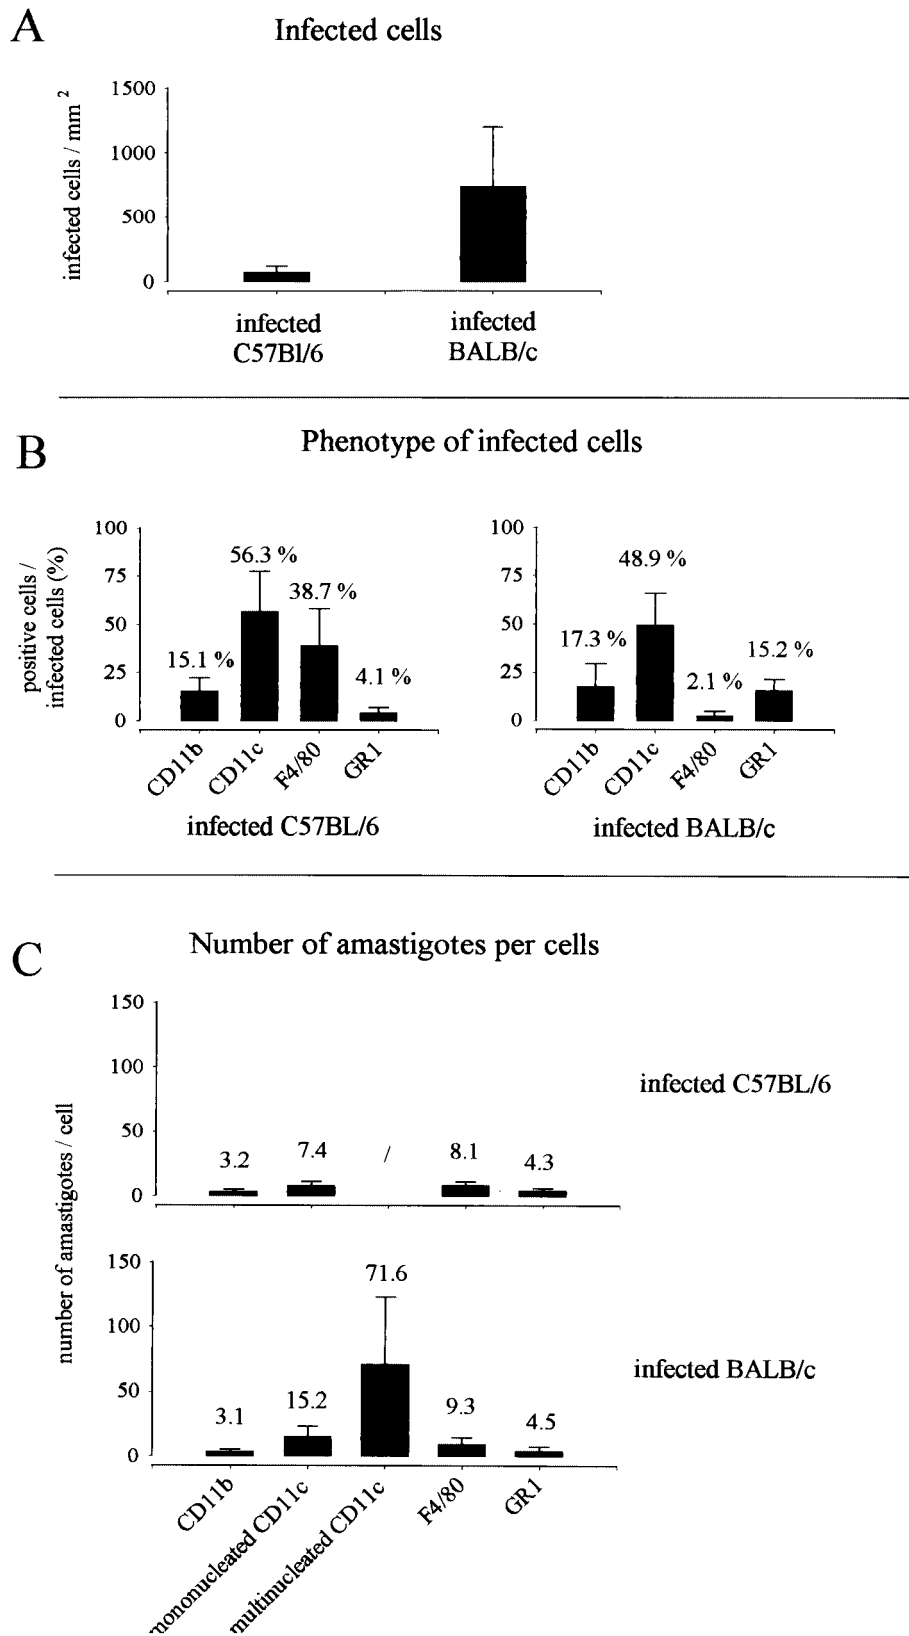 A
Infected cells
infected cells / mm 2
1500
1000
500
0
infected
C57Bl/6
infected
BALB/c
B
Phenotype of infected cells
positive cells /
infected cells (%)
100
75
50
25
0
15.1 %
56.3 %
38.7 %
4.1 %
CD11b
CD11c
F4/80
GR1
infected C57BL/6
100
75
50
25
0
17.3 %
48.9 %
2.1 %
15.2 %
CD11b
CD11c
F4/80
GR1
infected BALB/c
C
Number of amastigotes per cells
number of amastigotes / cell
150
100
50
0
3.2
7.4
/
8.1
4.3
infected C57BL/6
150
100
50
0
3.1
15.2
71.6
9.3
4.5
infected BALB/c
CD11b
mononucleated CD11c
multinucleated CD11c
F4/80
GR1